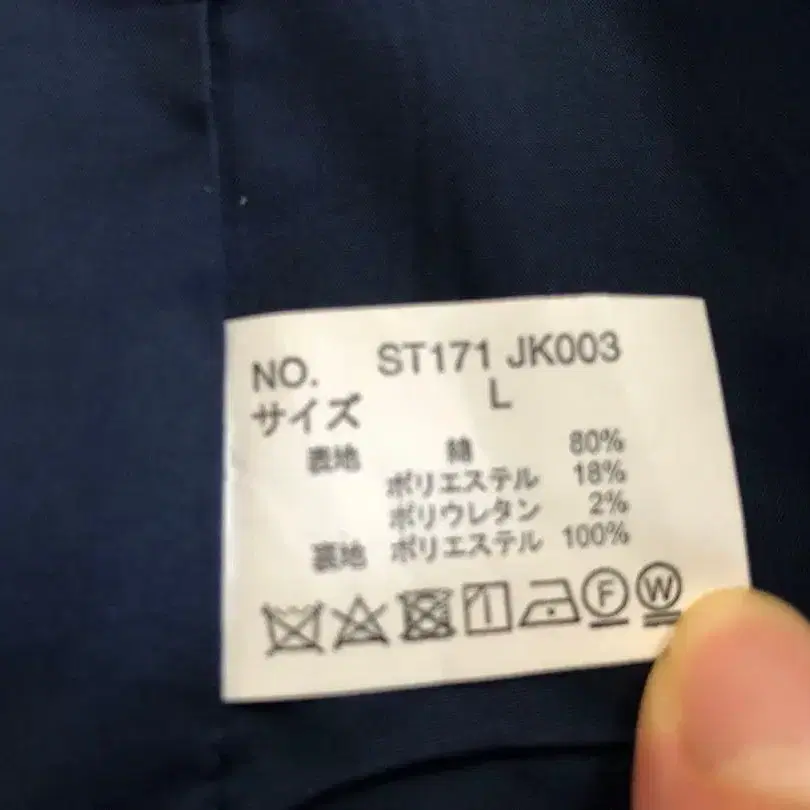 NO. ST171 JK003
サイズ L
表地 綿 80%
ポリエステル 18%
ポリウレタン 2%
裏地 ポリエステル 100%
F W